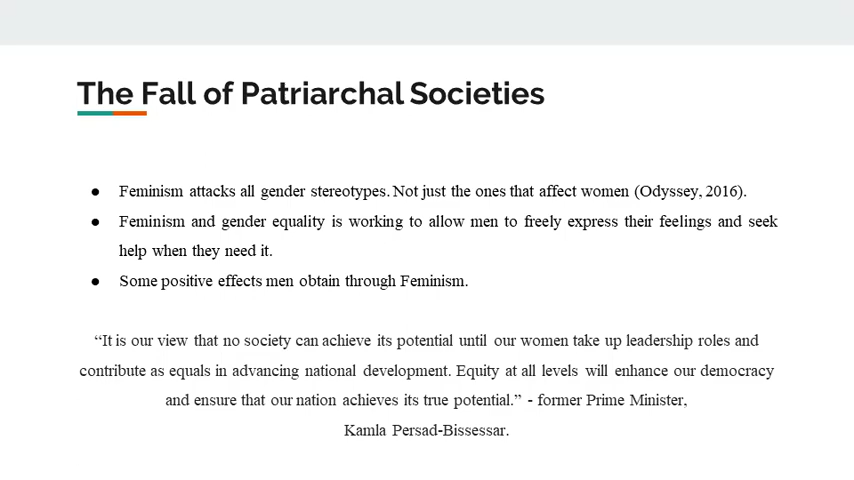 The Fall of Patriarchal Societies
● Feminism attacks all gender stereotypes. Not just the ones that affect women (Odyssey, 2016).
● Feminism and gender equality is working to allow men to freely express their feelings and seek
help when they need it.
● Some positive effects men obtain through Feminism.
“It is our view that no society can achieve its potential until our women take up leadership roles and
contribute as equals in advancing national development. Equity at all levels will enhance our democracy
and ensure that our nation achieves its true potential.” - former Prime Minister,
Kamla Persad-Bissessar.